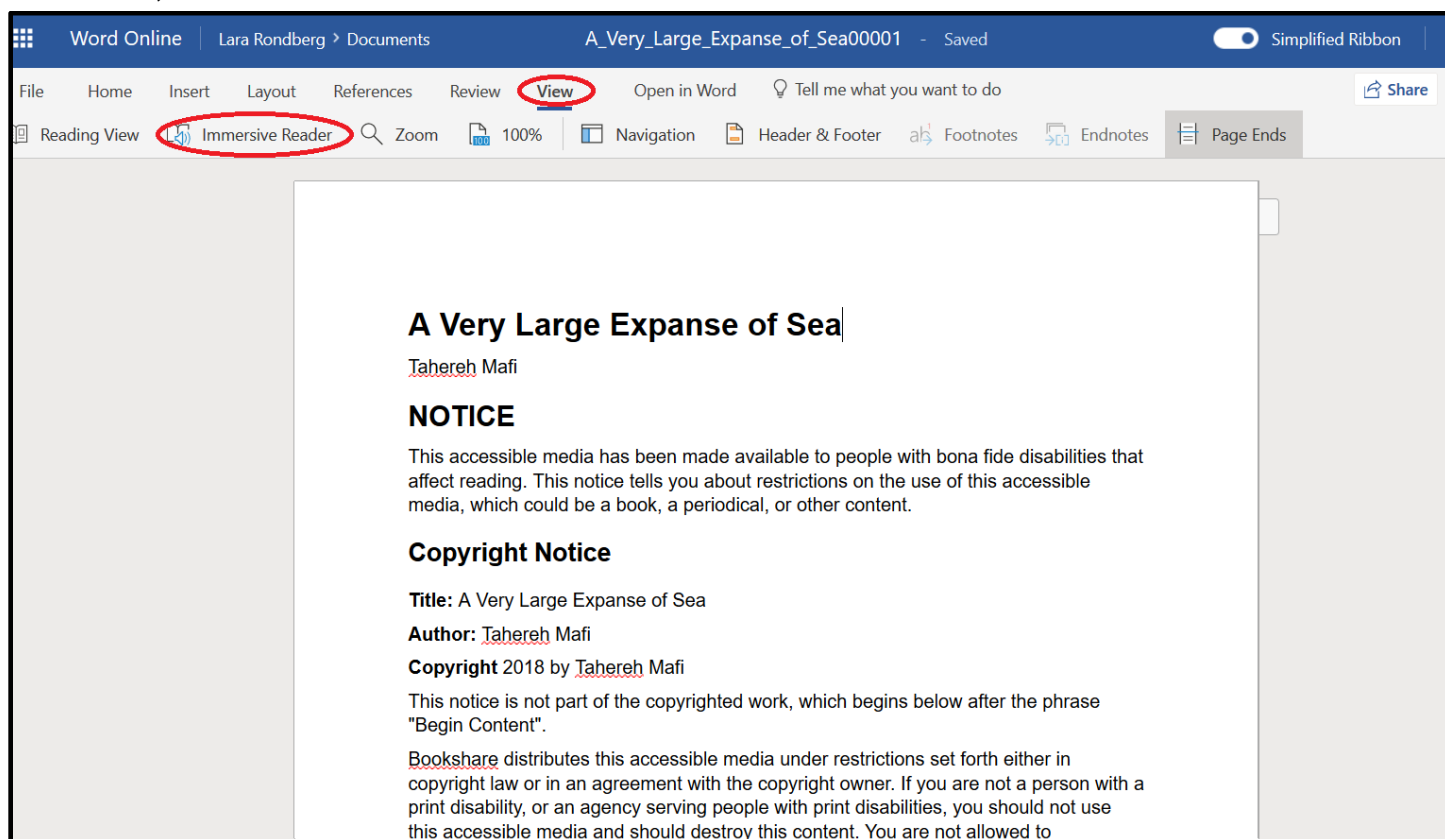 Word Online Lara Rondberg > Documents A_Very_Large_Expanse_of_Sea00001 - Saved Simplified Ribbon
File Home Insert Layout References Review View Open in Word Tell me what you want to do Share
Reading View Immersive Reader Zoom 100 100% Navigation Header & Footer ab Footnotes Endnotes Page Ends
A Very Large Expanse of Sea
Tahereh Mafi
NOTICE
This accessible media has been made available to people with bona fide disabilities that
affect reading. This notice tells you about restrictions on the use of this accessible
media, which could be a book, a periodical, or other content.
Copyright Notice
Title: A Very Large Expanse of Sea
Author: Tahereh Mafi
Copyright 2018 by Tahereh Mafi
This notice is not part of the copyrighted work, which begins below after the phrase
"Begin Content".
Bookshare distributes this accessible media under restrictions set forth either in
copyright law or in an agreement with the copyright owner. If you are not a person with a
print disability, or an agency serving people with print disabilities, you should not use
this accessible media and should destroy this content. You are not allowed to